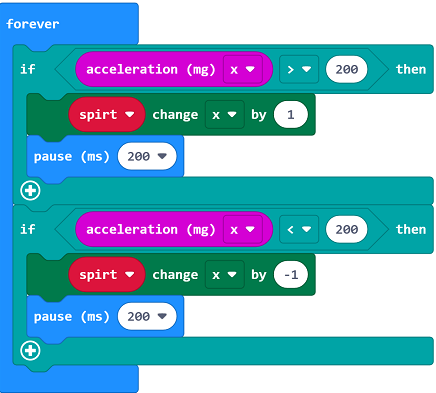 forever
if acceleration (mg) x > 200 then
spirt change x by 1
pause (ms) 200
if acceleration (mg) x < 200 then
spirt change x by -1
pause (ms) 200